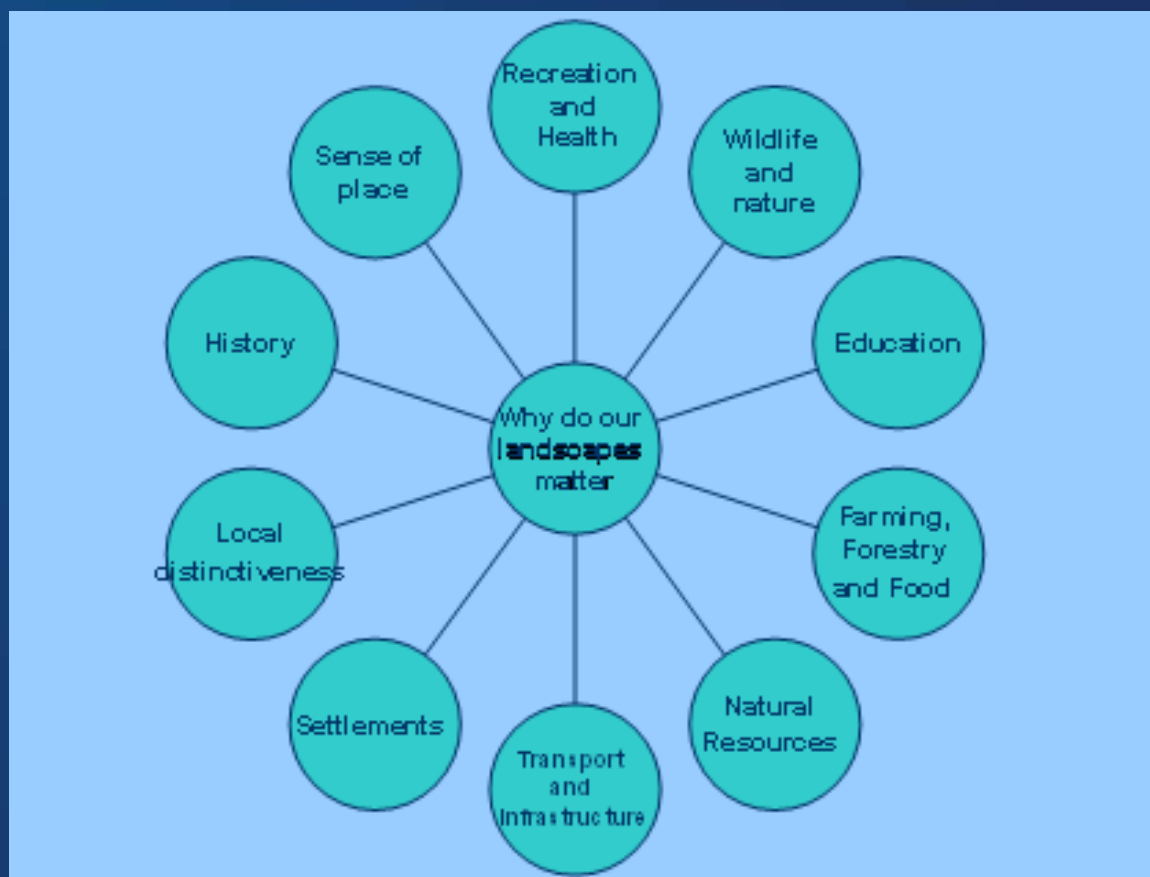 Recreation
and
Health
Wildlife
and
nature
Education
Farming,
Forestry
and Food
Natural
Resources
Transport
and
Infrastructure
Settlements
Local
distinctiveness
History
Sense of
place
Why do our
landscapes
matter